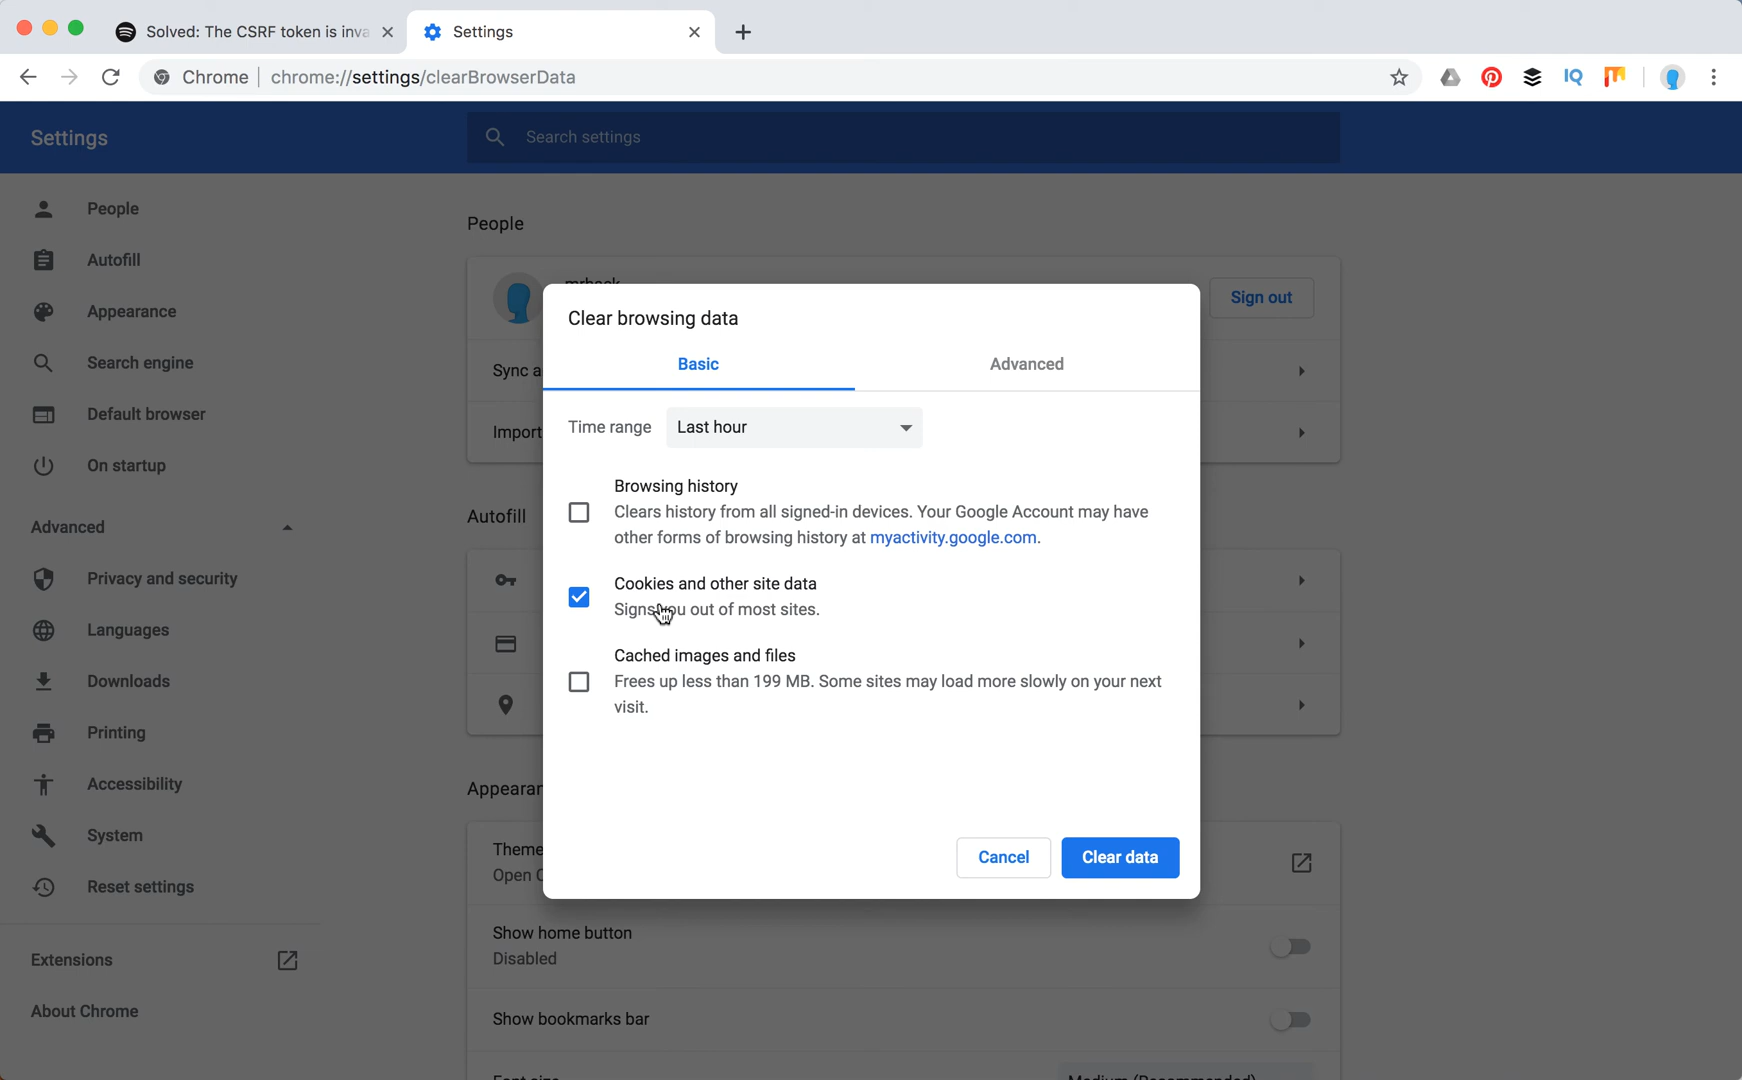 Solved: The CSRF token is inva
Settings
Chrome
chrome://settings/clearBrowserData
Settings
Search settings
People
Autofill
Appearance
Search engine
Default browser
On startup
Advanced
Privacy and security
Languages
Downloads
Printing
Accessibility
System
Reset settings
Extensions
About Chrome
People
Sign out
Sync a
Import
Autofill
Appearan
Theme
Open C
Show home button
Disabled
Show bookmarks bar
Clear browsing data
Basic
Advanced
Time range
Last hour
Browsing history
Clears history from all signed-in devices. Your Google Account may have
other forms of browsing history at myactivity.google.com.
Cookies and other site data
Signs you out of most sites.
Cached images and files
Frees up less than 199 MB. Some sites may load more slowly on your next
visit.
Cancel
Clear data